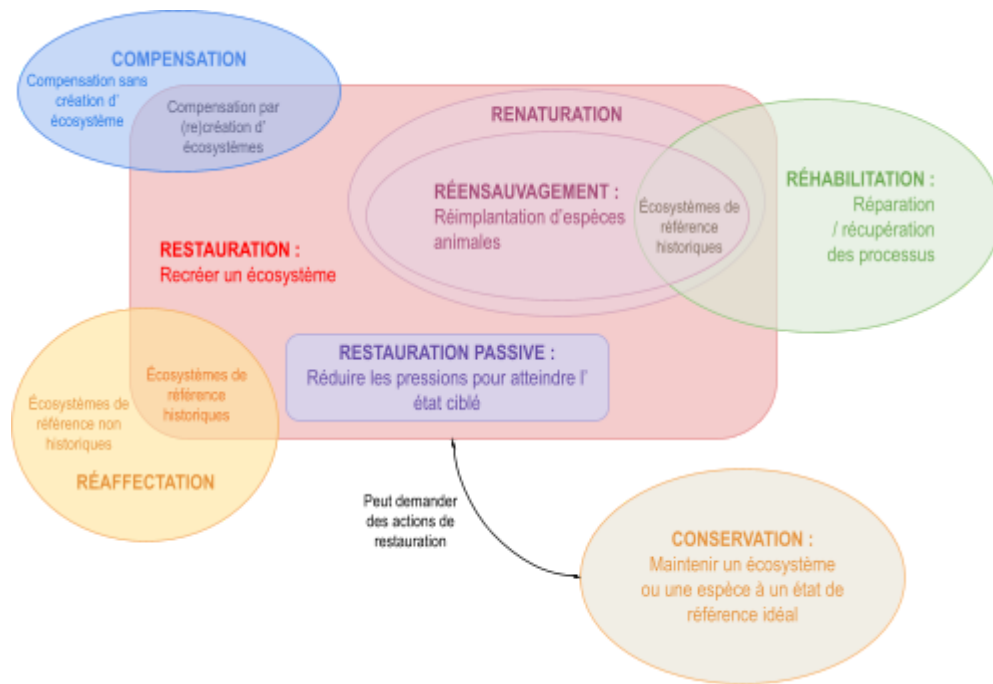 COMPENSATION
Compensation sans
création d'
écosystème
Compensation par
(re)création d'
écosystèmes
RENATURATION
RÉENSAUVAGEMENT :
Réimplantation d'espèces
animales
Écosystèmes de
référence
historiques
RÉHABILITATION :
Réparation
/ récupération
des processus
RESTAURATION :
Recréer un écosystème
RESTAURATION PASSIVE :
Réduire les pressions pour atteindre l'
état ciblé
Écosystèmes de
référence
historiques
Écosystèmes de
référence non
historiques
RÉAFFECTATION
Peut demander
des actions de
restauration
CONSERVATION :
Maintenir un écosystème
ou une espèce à un état de
référence idéal